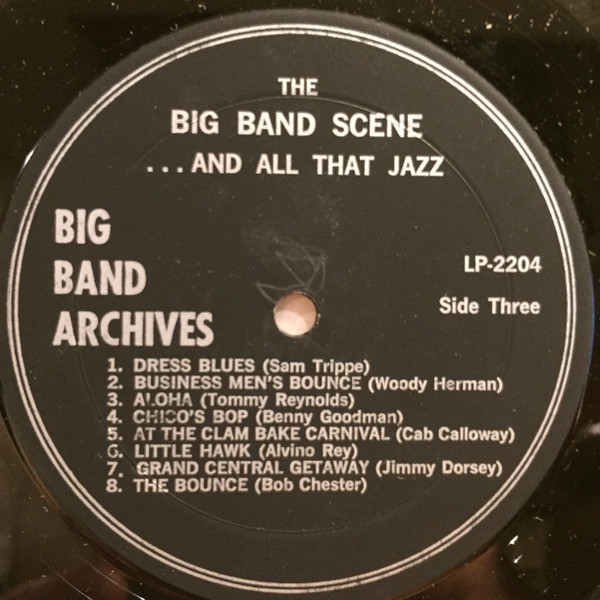 THE
BIG BAND SCENE
...AND ALL THAT JAZZ
BIG
BAND
ARCHIVES
LP-2204
Side Three
1. DRESS BLUES (Sam Trippe)
2. BUSINESS MEN'S BOUNCE (Woody Herman)
3. ALOHA (Tommy Reynolds)
4. CHICO'S BOP (Benny Goodman)
5. AT THE CLAM BAKE CARNIVAL (Cab Calloway)
6. LITTLE HAWK (Alvino Rey)
7. GRAND CENTRAL GETAWAY (Jimmy Dorsey)
8. THE BOUNCE (Bob Chester)